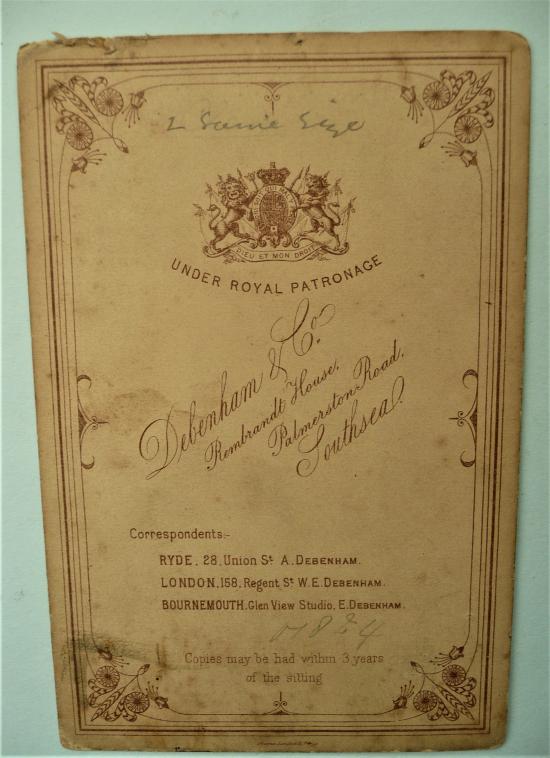 2 Same Size
DIEU ET MON DROIT
UNDER ROYAL PATRONAGE
Debenham & Co.
Rembrandt House,
Palmerston Road,
Southsea.
Correspondents:-
RYDE, 28, Union St. A. DEBENHAM.
LONDON, 158, Regent St. W. E. DEBENHAM.
BOURNEMOUTH, Glen View Studio, E. DEBENHAM.
Copies may be had within 3 years
of the sitting